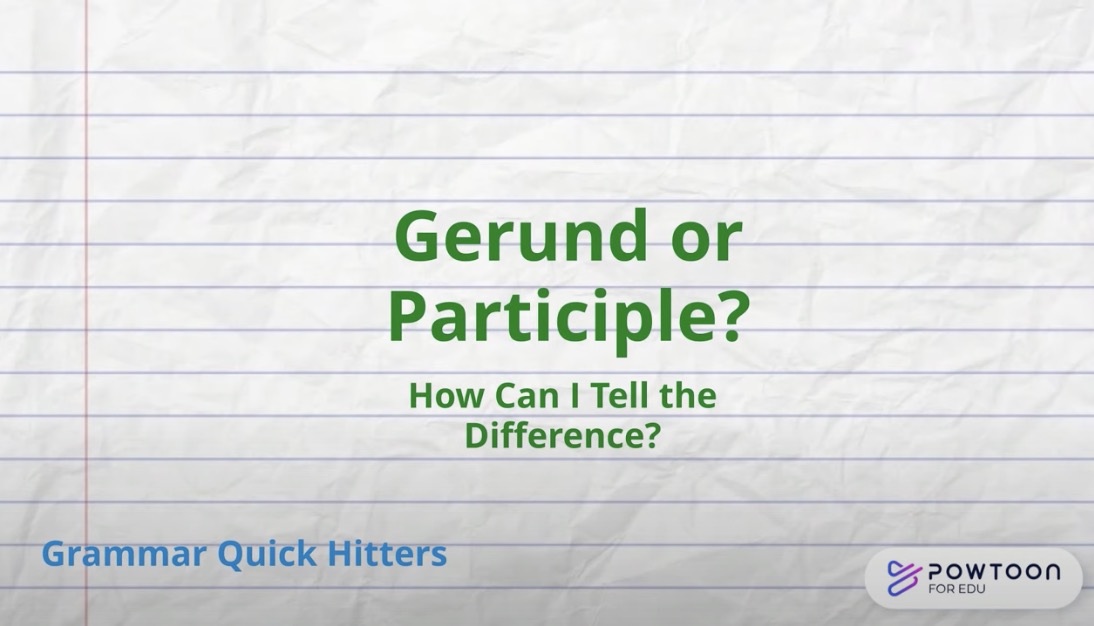 Gerund or
Participle?
How Can I Tell the
Difference?
Grammar Quick Hitters
POWTOON
FOR EDU